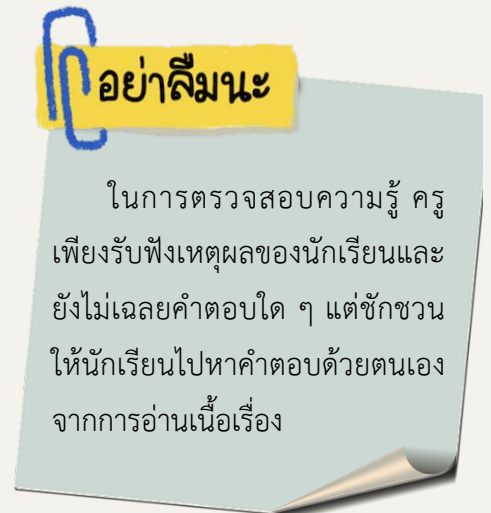 อย่าลืมนะ
ในการตรวจสอบความรู้ ครู
เพียงรับฟังเหตุผลของนักเรียนและ
ยังไม่เฉลยคำตอบใด ๆ แต่ชักชวน
ให้นักเรียนไปหาคำตอบด้วยตนเอง
จากการอ่านเนื้อเรื่อง